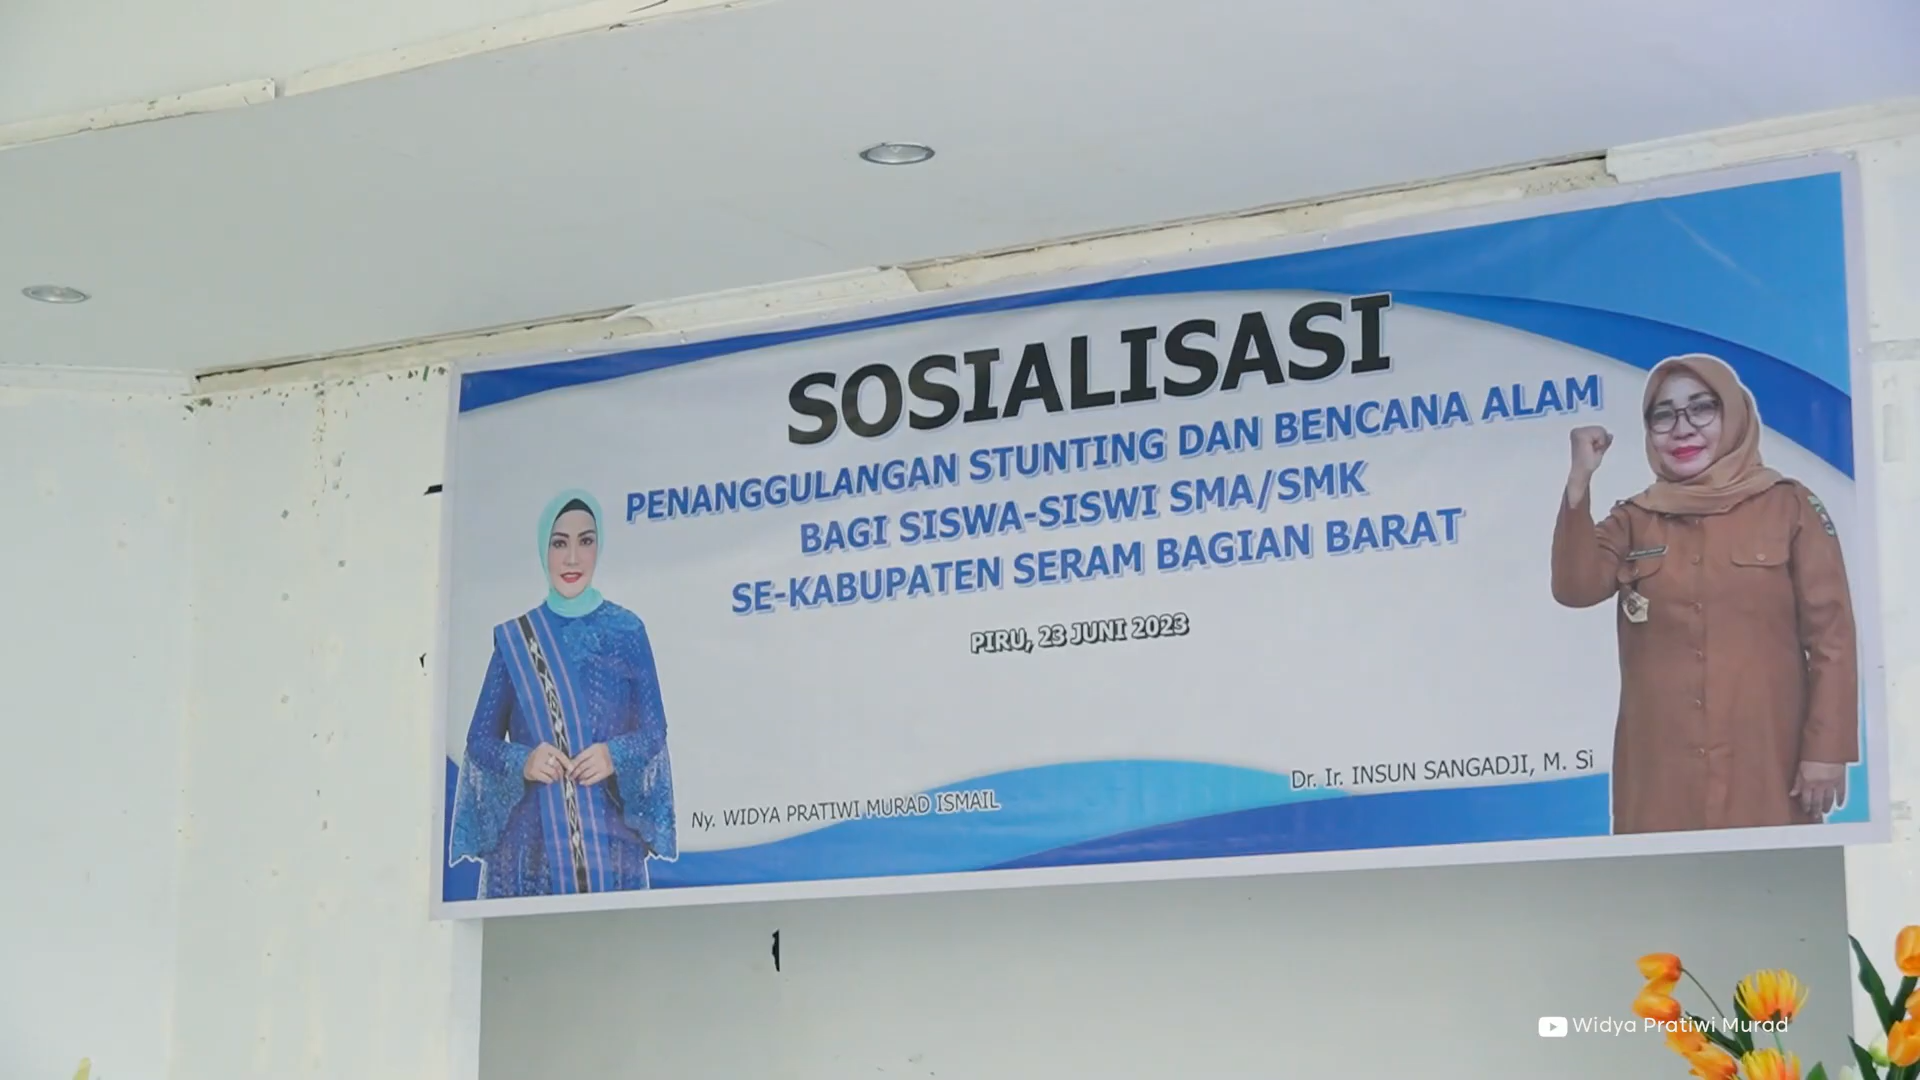 SOSIALISASI
PENANGGULANGAN STUNTING DAN BENCANA ALAM
BAGI SISWA-SISWI SMA/SMK
SE-KABUPATEN SERAM BAGIAN BARAT
PIRU, 23 JUNI 2023
Ny. WIDYA PRATIWI MURAD ISMAIL
Dr. Ir. INSUN SANGADJI, M. Si
Widya Pratiwi Murad